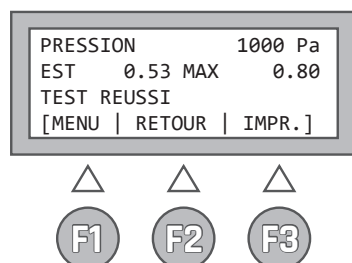 PRESSION 1000 Pa
EST 0.53 MAX 0.80
TEST REUSSI
[MENU | RETOUR | IMPR.]
F1 F2 F3